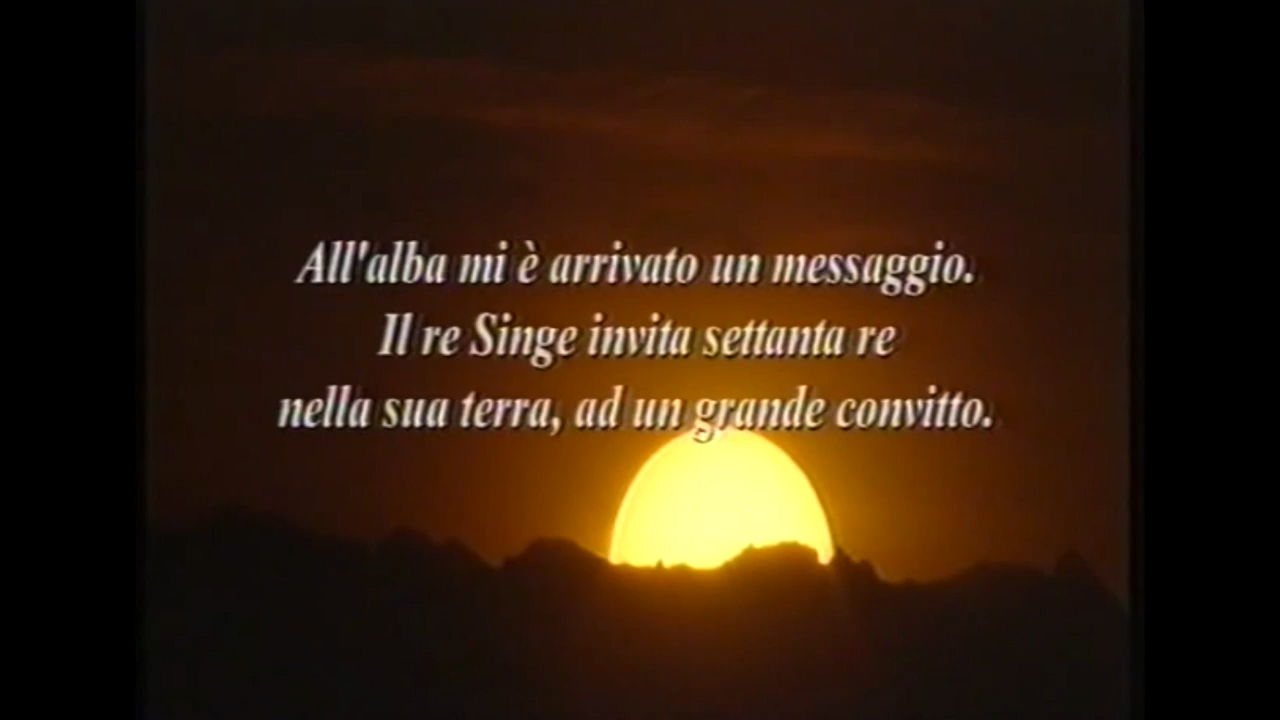 All'alba mi è arrivato un messaggio.
Il re Singe invita settanta re
nella sua terra, ad un grande convitto.